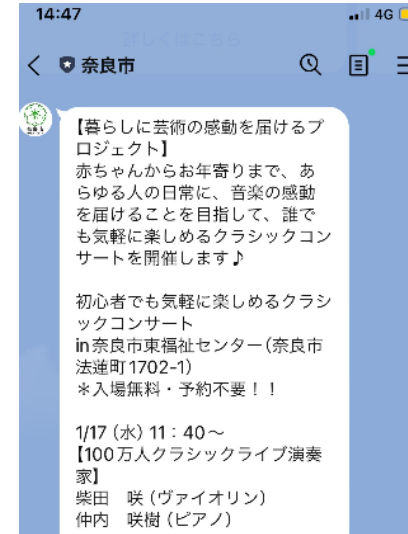 14:47
4G
奈良市
【暮らしに芸術の感動を届けるプ
ロジェクト】
赤ちゃんからお年寄りまで、あ
らゆる人の日常に、音楽の感動
を届けることを目指して、誰で
も気軽に楽しめるクラシックコン
サートを開催します♪
初心者でも気軽に楽しめるクラシ
ックコンサート
in奈良市東福祉センター(奈良市
法蓮町1702-1)
＊入場無料・予約不要！！
1/17（水）11：40～
【100万人クラシックライブ演奏
家】
柴田　咲（ヴァイオリン）
仲内　咲樹（ピアノ）